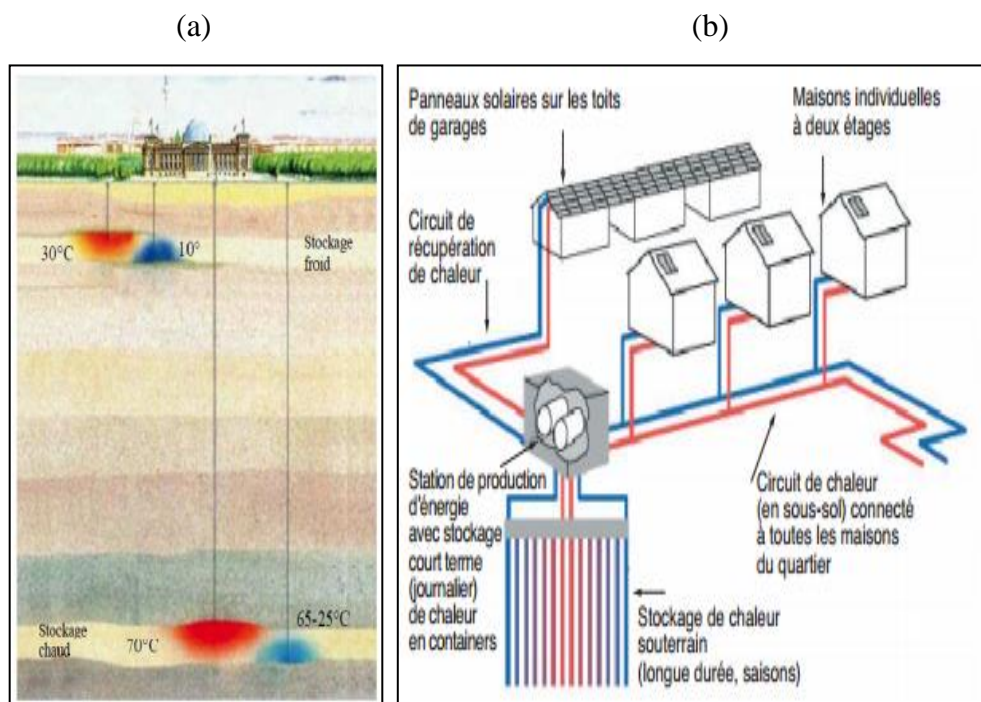 (a)
(b)
30°C
10°
Stockage
froid
65-25°C
Stockage
chaud
70°C
Panneaux solaires sur les toits
de garages
Maisons individuelles
à deux étages
Circuit de
récupération
de chaleur
Station de production
d'énergie
avec stockage
court terme
(journalier)
de chaleur
en containers
Circuit de chaleur
(en sous-sol) connecté
à toutes les maisons
du quartier
Stockage de chaleur
souterrain
(longue durée, saisons)